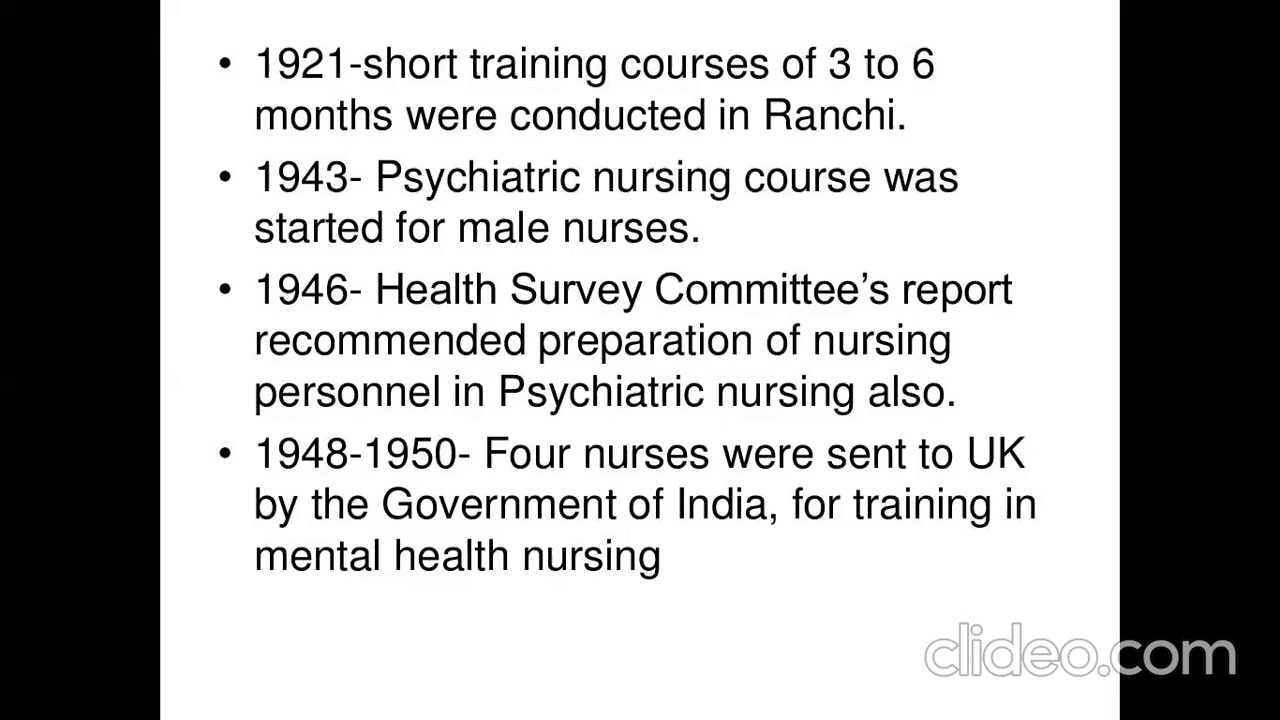 • 1921-short training courses of 3 to 6
months were conducted in Ranchi.
• 1943- Psychiatric nursing course was
started for male nurses.
• 1946- Health Survey Committee’s report
recommended preparation of nursing
personnel in Psychiatric nursing also.
• 1948-1950- Four nurses were sent to UK
by the Government of India, for training in
mental health nursing
clideo.com